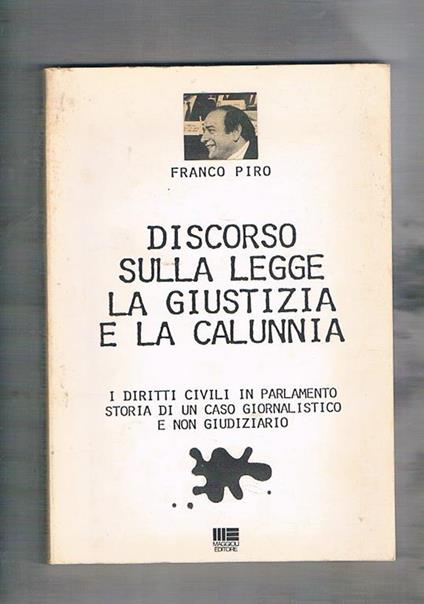 FRANCO PIRO
DISCORSO
SULLA LEGGE
LA GIUSTIZIA
E LA CALUNNIA
I DIRITTI CIVILI IN PARLAMENTO
STORIA DI UN CASO GIORNALISTICO
E NON GIUDIZIARIO
MAGGIOLI
EDITORE